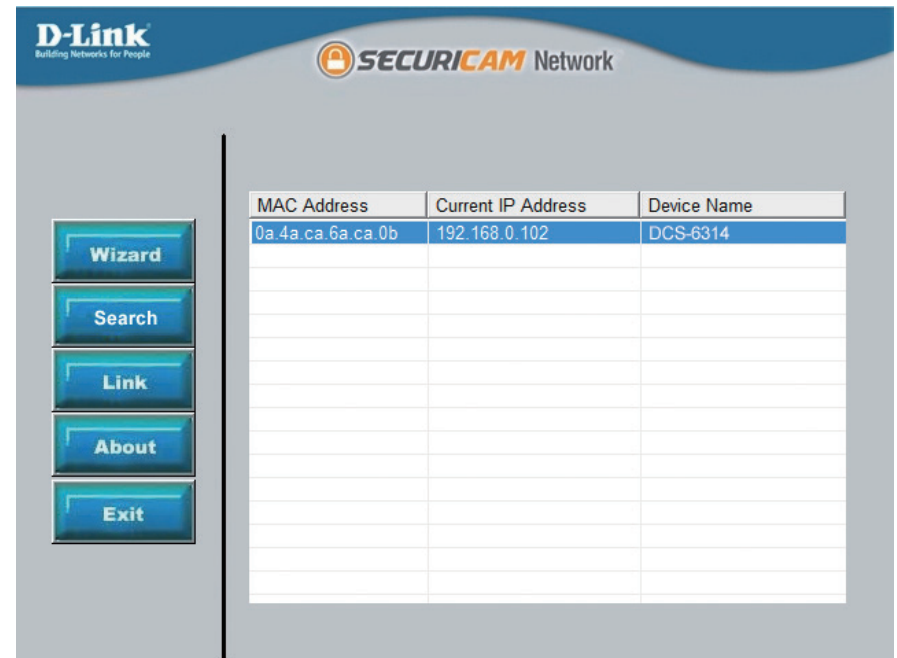 D-Link
Building Networks for People
SECURICAM Network
MAC Address Current IP Address Device Name
0a.4a.ca.6a.ca.0b 192.168.0.102 DCS-6314
Wizard
Search
Link
About
Exit